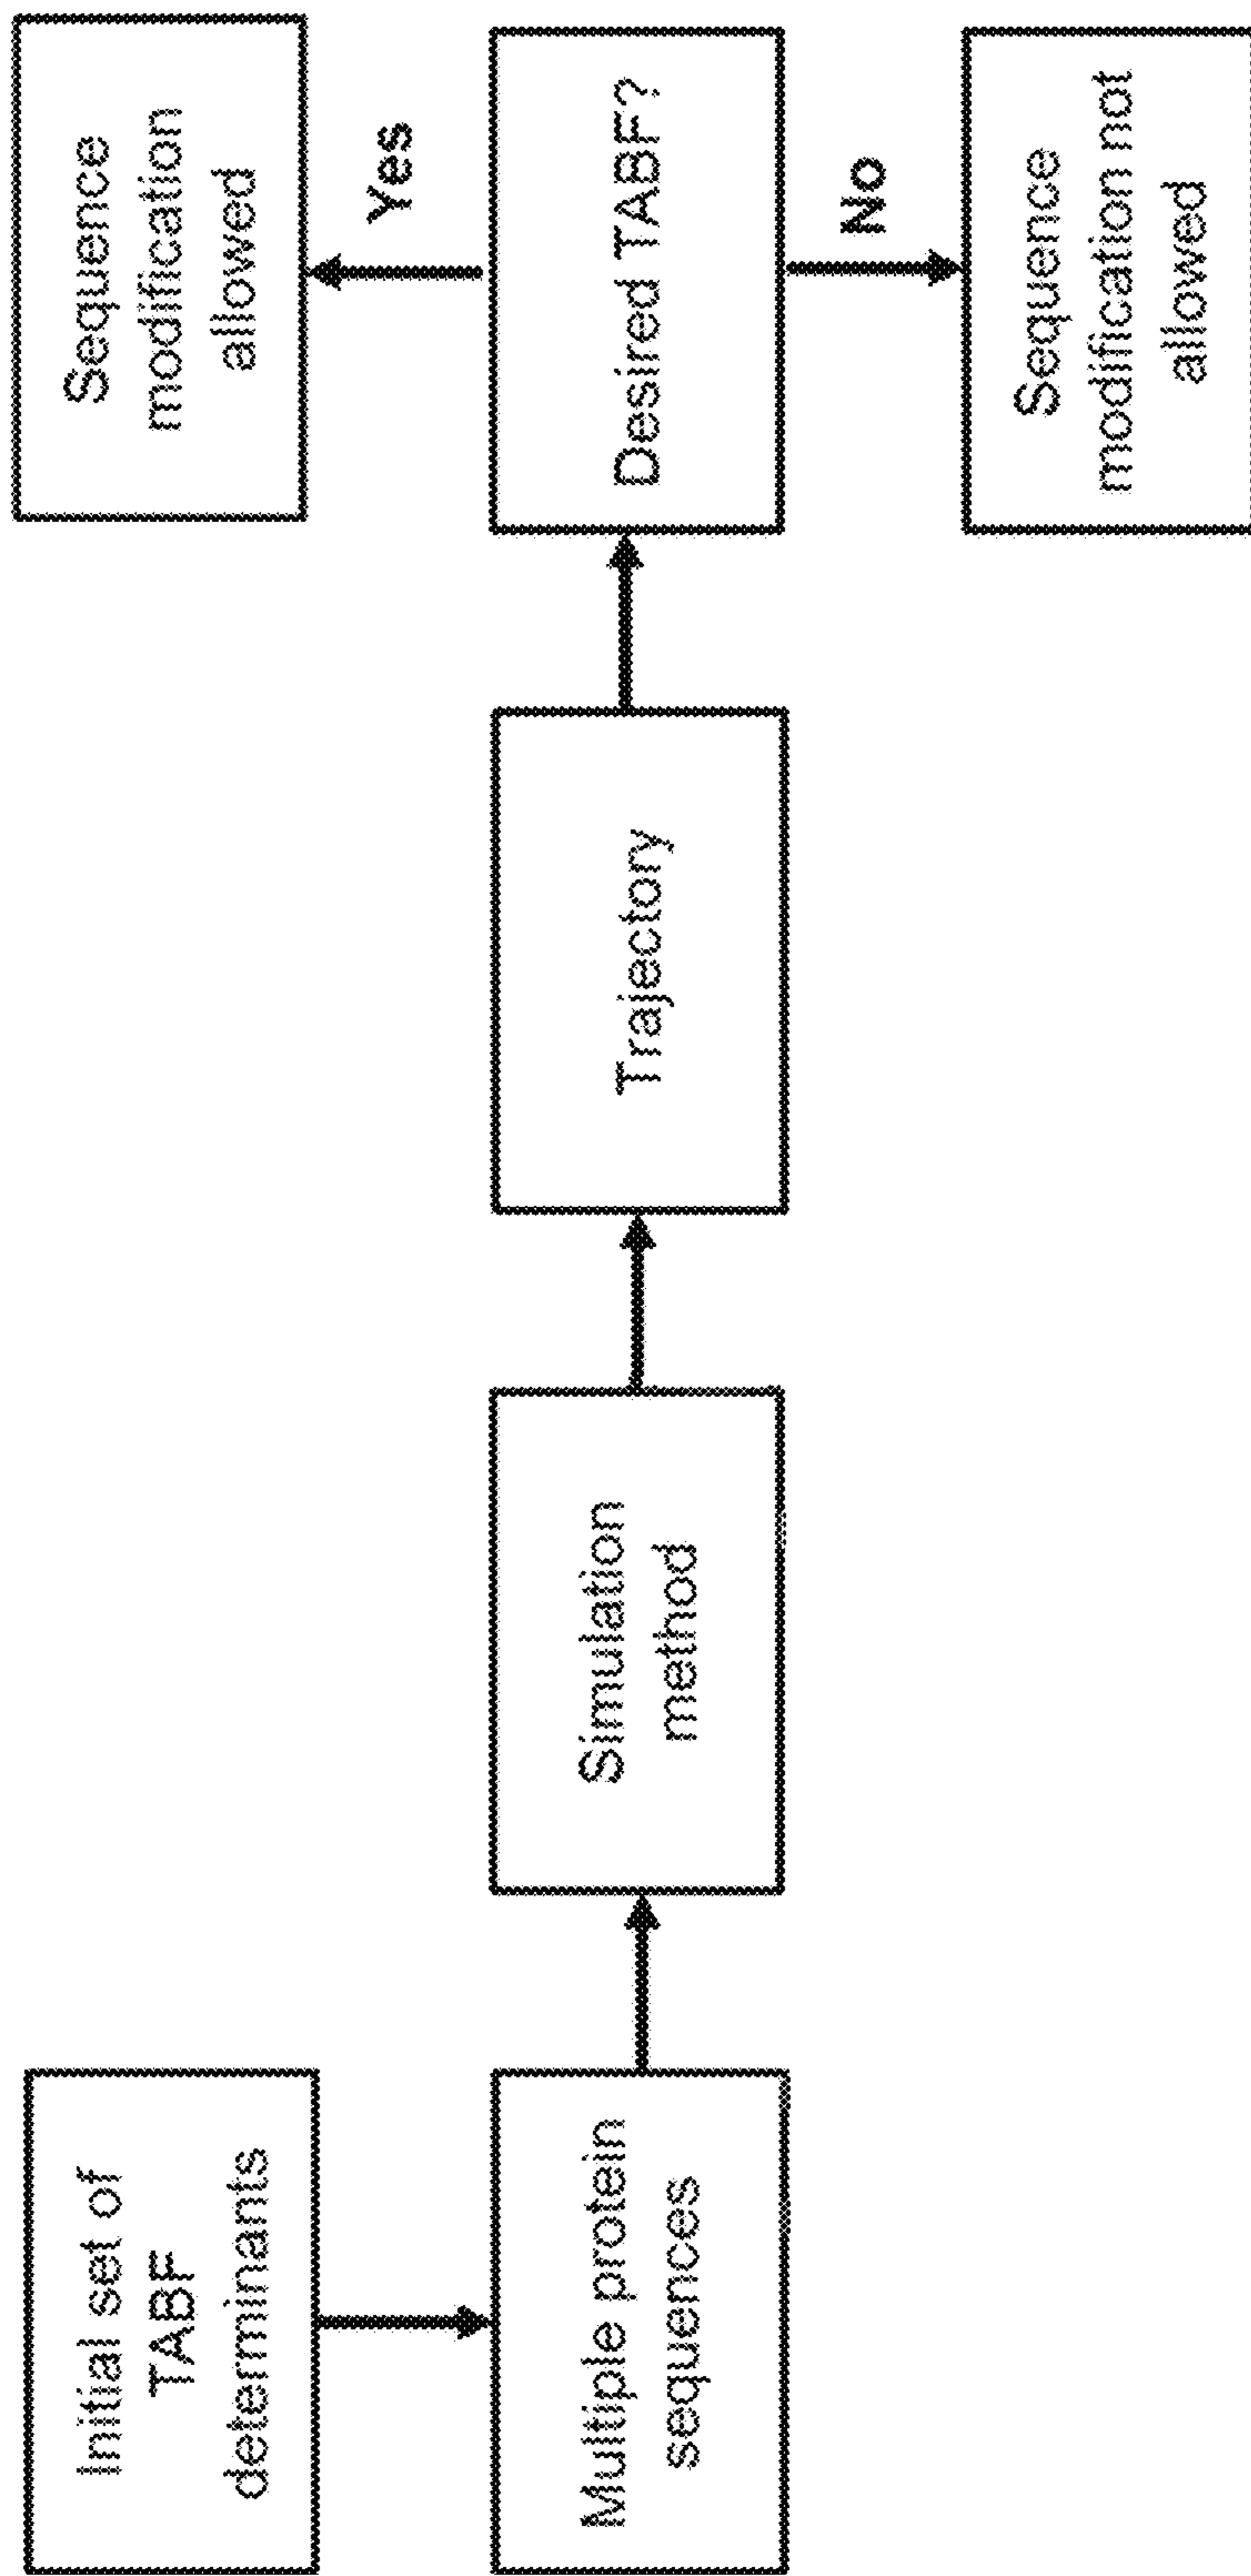 Initial set of
TABF
determinants
Multiple protein
sequences
Simulation
method
Trajectory
Desired TABF?
Yes
Sequence
modification
allowed
No
Sequence
modification not
allowed